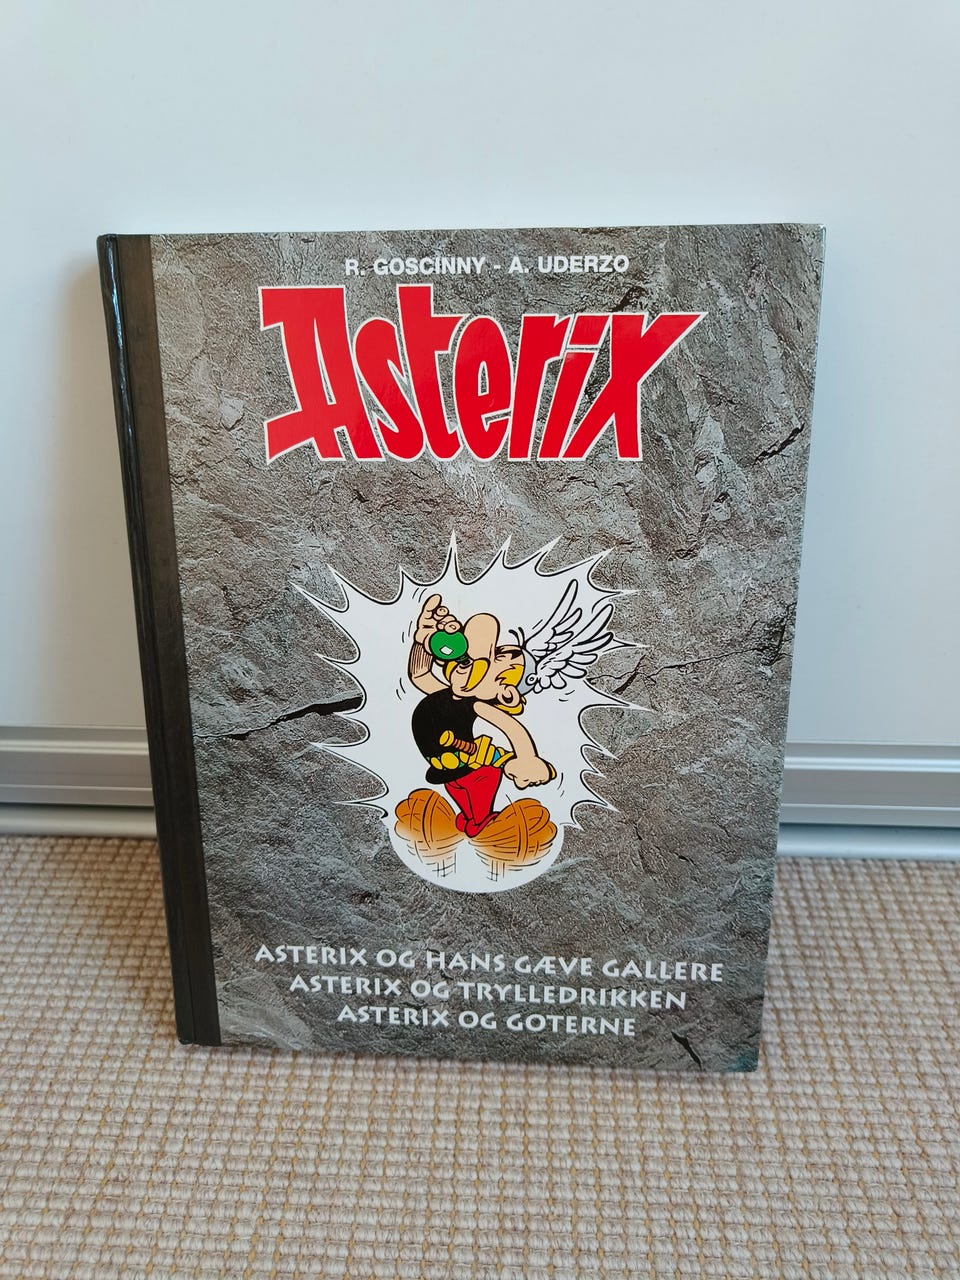 R. GOSCINNY - A. UDERZO
Asterix
ASTERIX OG HANS GÆVE GALLERE
ASTERIX OG TRYLLEDRIKKEN
ASTERIX OG GOTERNE